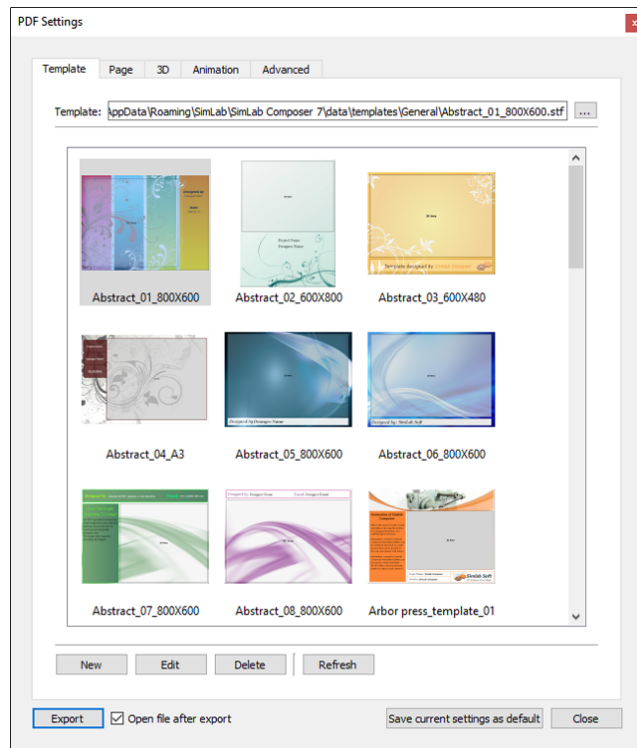 PDF Settings
x
Template Page 3D Animation Advanced
Template: \ppData\Roaming\SimLab\SimLab Composer 7\data\templates\General\Abstract_01_800X600.stf ...
Abstract_01_800X600 Abstract_02_600X800 Abstract_03_600X480
Abstract_04_A3 Abstract_05_800X600 Abstract_06_800X600
Abstract_07_800X600 Abstract_08_800X600 Arbor press_template_01
New Edit Delete Refresh
Export Open file after export Save current settings as default Close